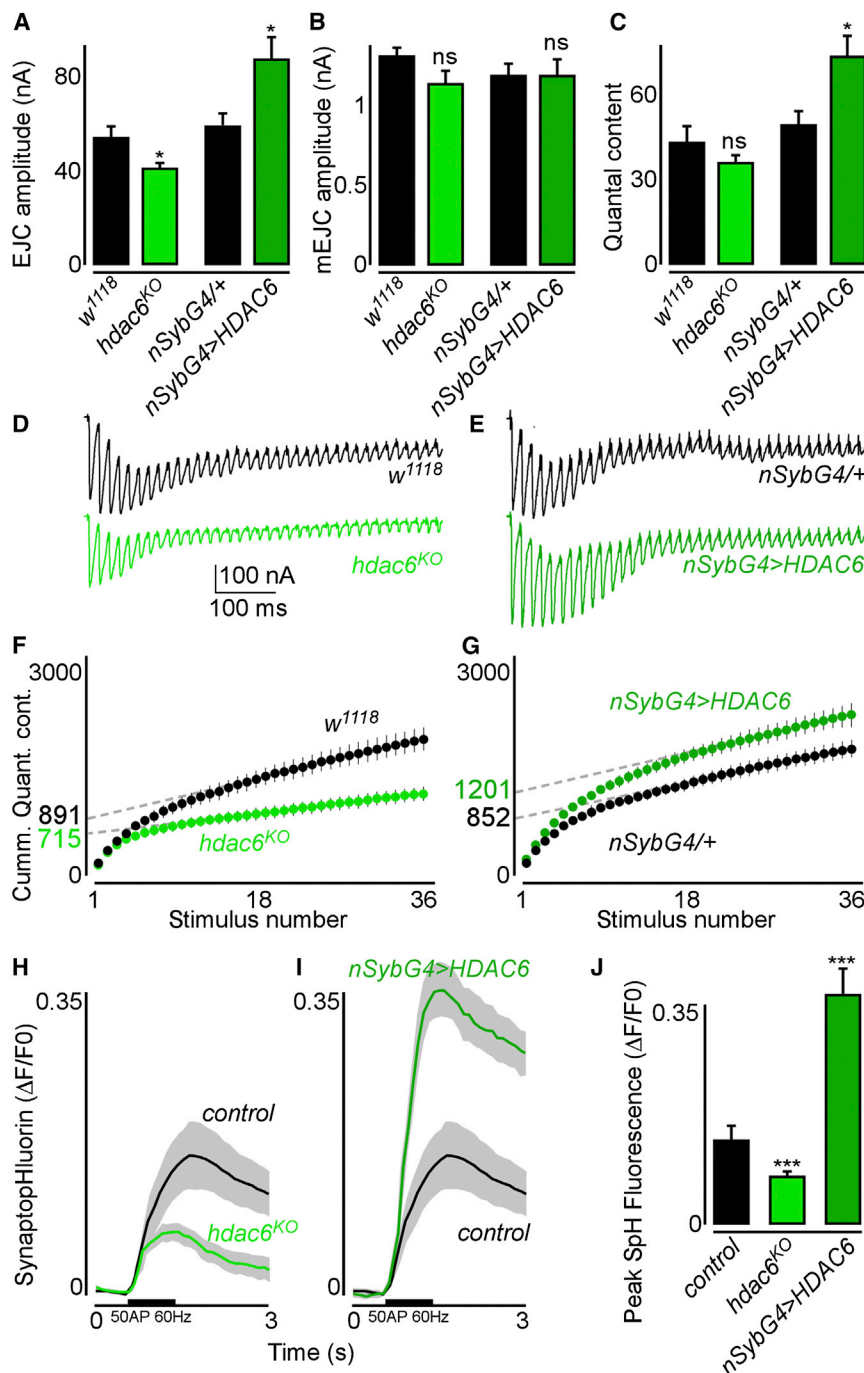 A
EJC amplitude (nA)
80
40
0
*
*
w1118
hdac6KO
nSybG4/+
nSybG4>HDAC6
B
mEJC amplitude (nA)
1
0.5
0
ns
ns
w1118
hdac6KO
nSybG4/+
nSybG4>HDAC6
C
Quantal content
60
30
0
ns
*
w1118
hdac6KO
nSybG4/+
nSybG4>HDAC6
D
w1118
hdac6KO
100 nA
100 ms
E
nSybG4/+
nSybG4>HDAC6
F
Cumm. Quant. cont.
3000
891
715
0
w1118
hdac6KO
1
18
36
Stimulus number
G
3000
1201
852
0
nSybG4>HDAC6
nSybG4/+
1
18
36
Stimulus number
H
SynaptopHluorin (ΔF/F0)
0.35
0
control
hdac6KO
0
50AP 60Hz
3
I
nSybG4>HDAC6
0.35
0
control
0
50AP 60Hz
3
Time (s)
J
Peak SpH Fluorescence (ΔF/F0)
0.35
0
***
***
control
hdac6KO
nSybG4>HDAC6